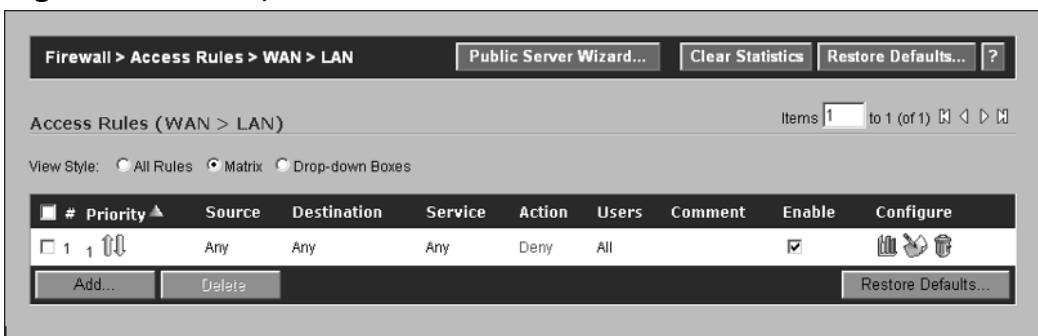 Firewall > Access Rules > WAN > LAN Public Server Wizard... Clear Statistics Restore Defaults... ?
Access Rules (WAN > LAN) Items 1 to 1 (of 1)
View Style: All Rules Matrix Drop-down Boxes
# Priority Source Destination Service Action Users Comment Enable Configure
1 1 Any Any Any Deny All
Add... Delete Restore Defaults...